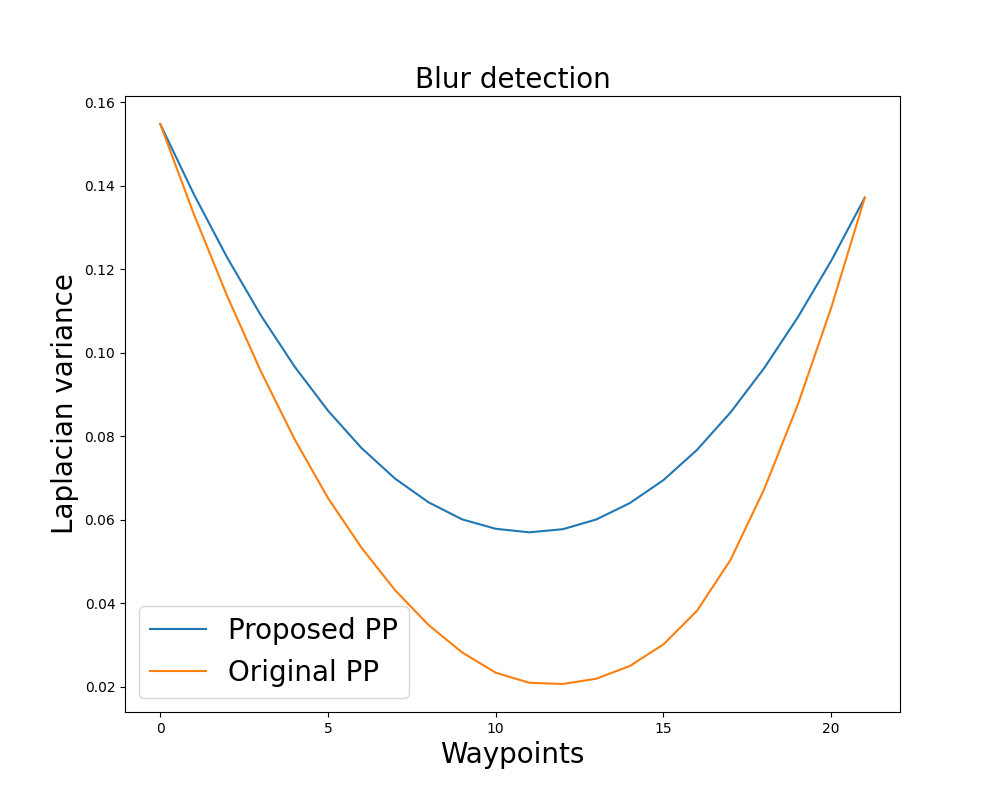 Blur detection
0.16
0.14
0.12
0.10
0.08
0.06
0.04
0.02
Laplacian variance
Proposed PP
Original PP
0 5 10 15 20
Waypoints